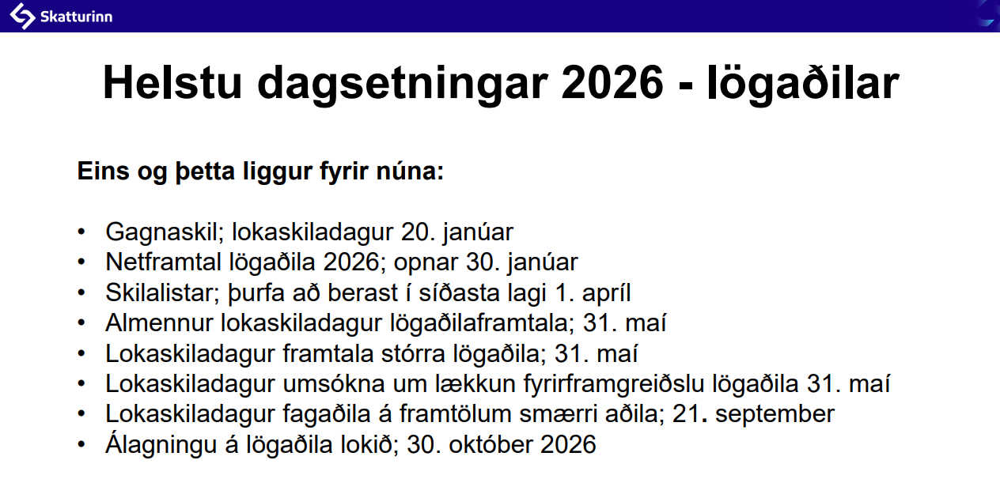 Skatturinn
Helstu dagsetningar 2026 - lögaðilar
Eins og þetta liggur fyrir núna:
• Gagnaskil; lokaskiladagur 20. janúar
• Netframtal lögaðila 2026; opnar 30. janúar
• Skilalistar; þurfa að berast í síðasta lagi 1. apríl
• Almennur lokaskiladagur lögaðilaframtala; 31. maí
• Lokaskiladagur framtala stórra lögaðila; 31. maí
• Lokaskiladagur umsókna um lækkun fyrirframgreiðslu lögaðila 31. maí
• Lokaskiladagur fagaðila á framtölum smærri aðila; 21. september
• Álagningu á lögaðila lokið; 30. október 2026